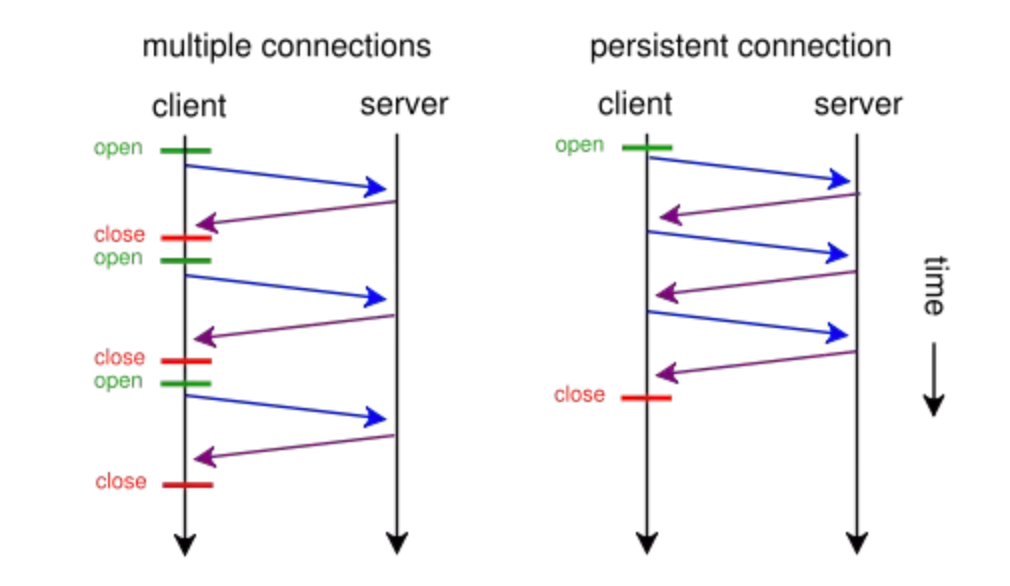 multiple connections
client
server
open
close
open
close
open
close
persistent connection
client
server
open
close
time